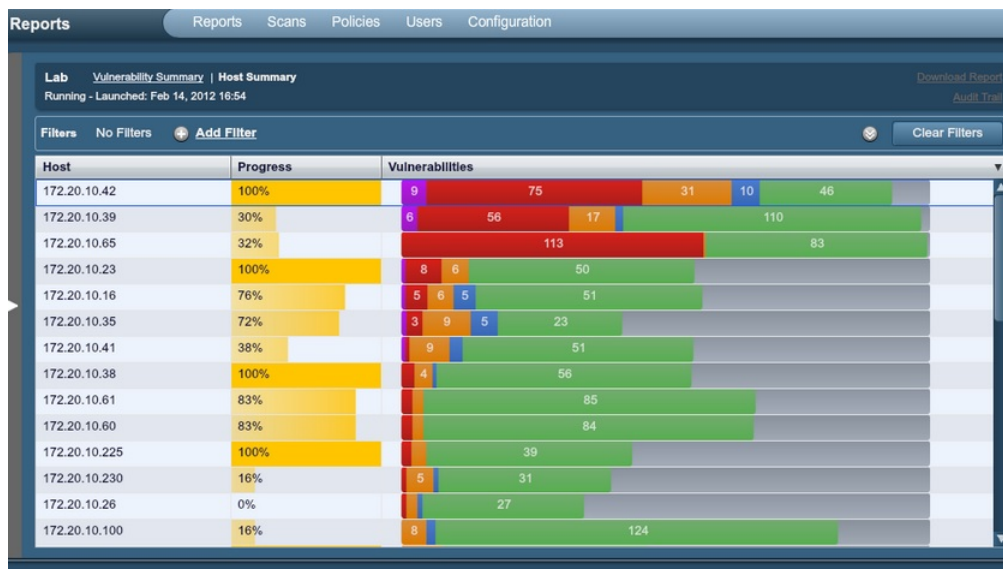 Reports
Reports Scans Policies Users Configuration
Lab Vulnerability Summary | Host Summary Download Report
Running - Launched: Feb 14, 2012 16:54 Audit Trail
Filters No Filters Add Filter Clear Filters
Host Progress Vulnerabilities
172.20.10.42 100% 9 75 31 10 46
172.20.10.39 30% 6 56 17 110
172.20.10.65 32% 113 83
172.20.10.23 100% 8 6 50
172.20.10.16 76% 5 6 5 51
172.20.10.35 72% 3 9 5 23
172.20.10.41 38% 9 51
172.20.10.38 100% 4 56
172.20.10.61 83% 85
172.20.10.60 83% 84
172.20.10.225 100% 39
172.20.10.230 16% 5 31
172.20.10.26 0% 27
172.20.10.100 16% 8 124